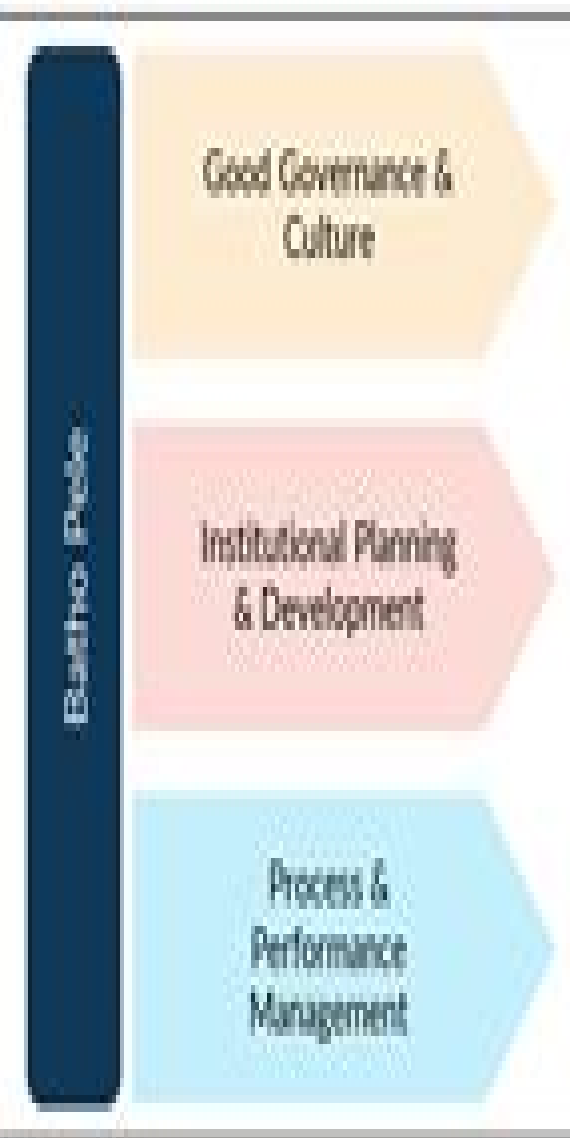 Batho Pele
Good Governance &
Culture
Institutional Planning
& Development
Process &
Performance
Management